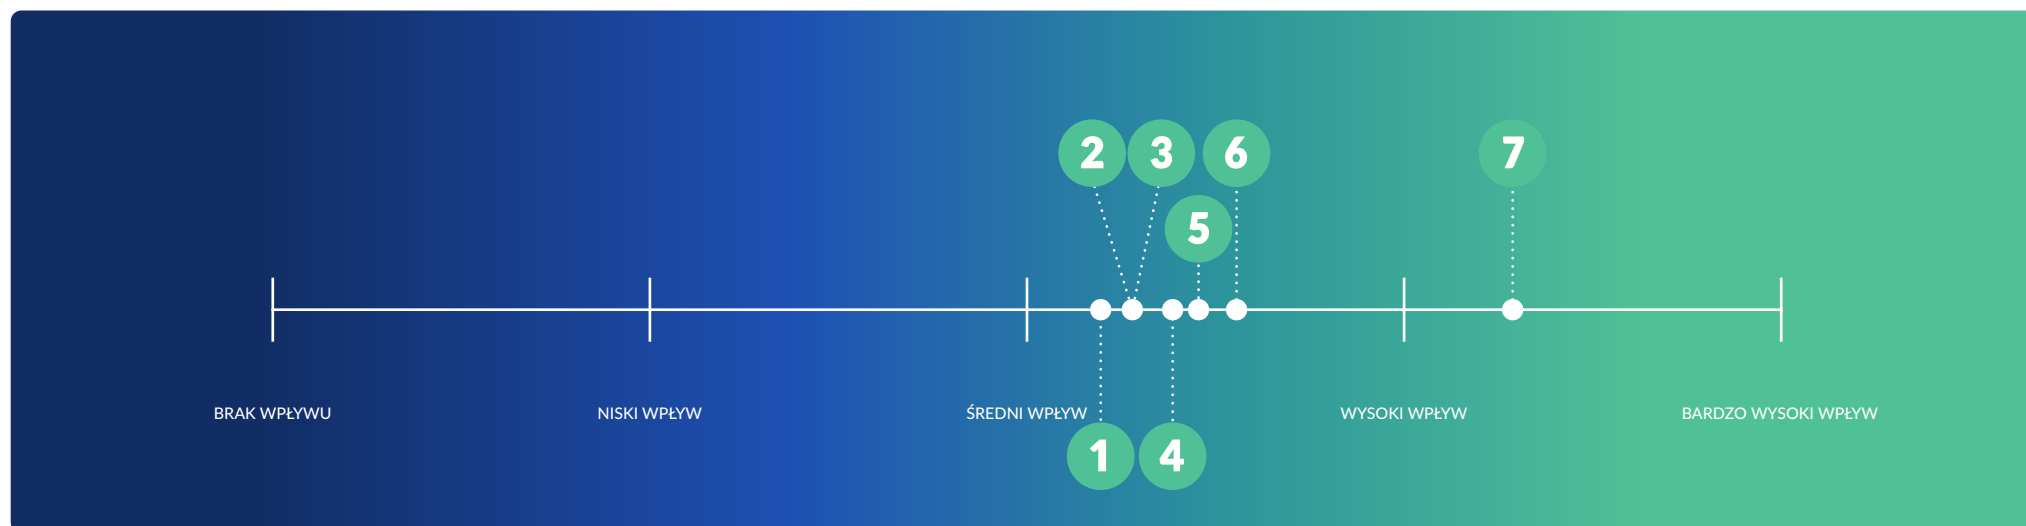 2 3 6 7
5
BRAK WPŁYWU NISKI WPŁYW ŚREDNI WPŁYW WYSOKI WPŁYW BARDZO WYSOKI WPŁYW
1 4